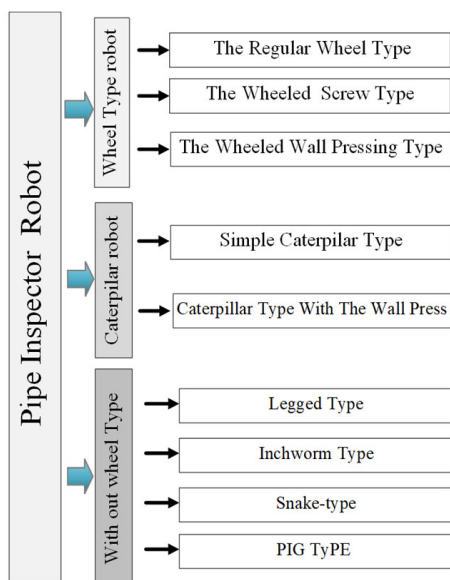 Pipe Inspector Robot
Wheel Type robot
The Regular Wheel Type
The Wheeled Screw Type
The Wheeled Wall Pressing Type
Caterpilar robot
Simple Caterpilar Type
Caterpillar Type With The Wall Press
With out wheel Type
Legged Type
Inchworm Type
Snake-type
PIG TyPE